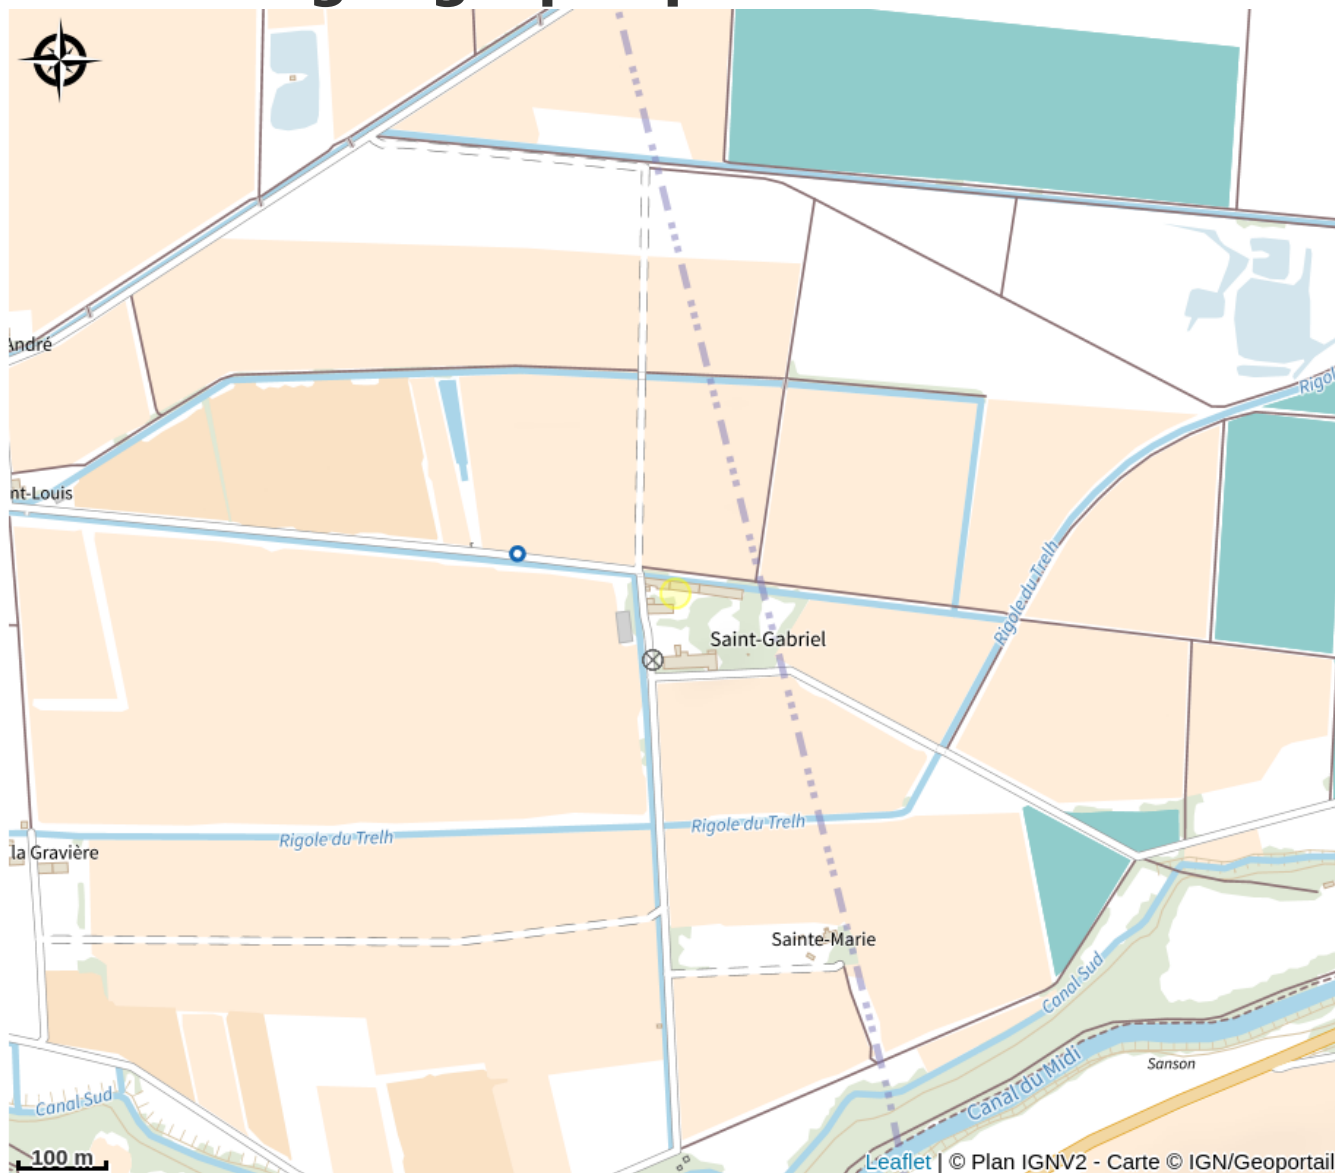 André
nt-Louis
Rigol
Rigole du Trelh
Saint-Gabriel
Rigole du Trelh
Rigole du Trelh
la Gravière
Sainte-Marie
Canal Sud
Canal du Midi
Sanson
Canal Sud
100 m
Leaflet | © Plan IGNV2 - Carte © IGN/Geoportail